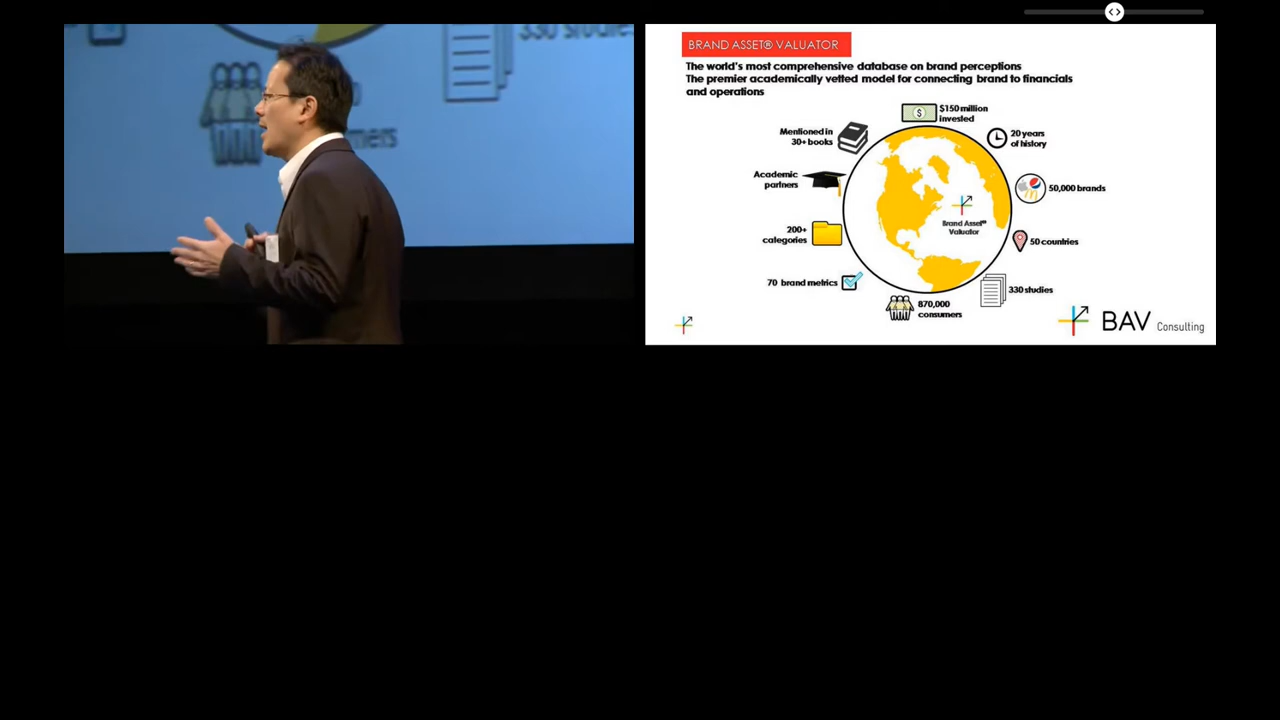 330 studies
BRAND ASSET® VALUATOR
The world's most comprehensive database on brand perceptions
The premier academically vetted model for connecting brand to financials
and operations
$150 million
invested
Mentioned in
30+ books
20 years
of history
Academic
partners
50,000 brands
Brand Asset®
Valuator
200+
categories
50 countries
70 brand metrics
330 studies
870,000
consumers
BAV Consulting